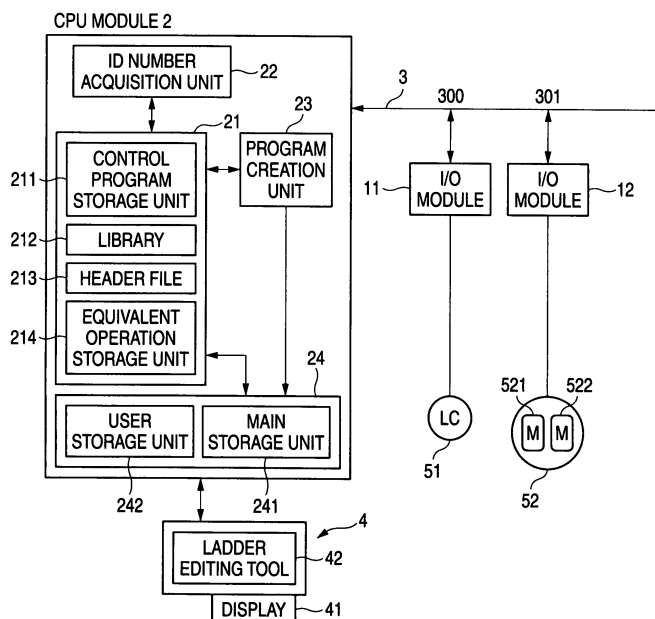 CPU MODULE 2
ID NUMBER
ACQUISITION UNIT
22
21
23
CONTROL
PROGRAM
STORAGE UNIT
211
PROGRAM
CREATION
UNIT
LIBRARY
212
HEADER FILE
213
EQUIVALENT
OPERATION
STORAGE UNIT
214
24
USER
STORAGE UNIT
MAIN
STORAGE UNIT
242
241
4
LADDER
EDITING TOOL
42
DISPLAY
41
3
300
301
I/O
MODULE
11
I/O
MODULE
12
LC
51
521
522
M
M
52